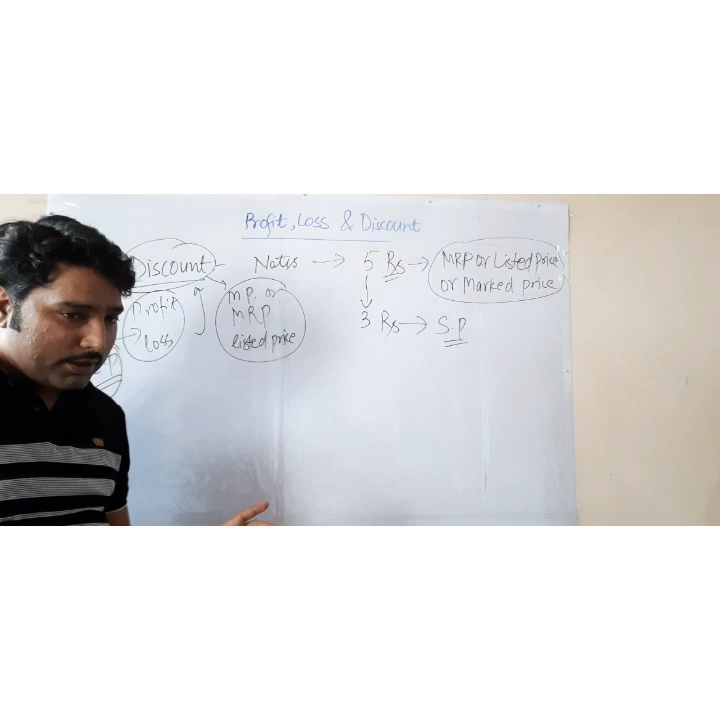 Profit, Loss & Discount
Discount - Notes → 5 Rs → MRP or Listed price
or Marked price
Profit
Loss
M P. or
MRP
listed price
3 Rs → S.P